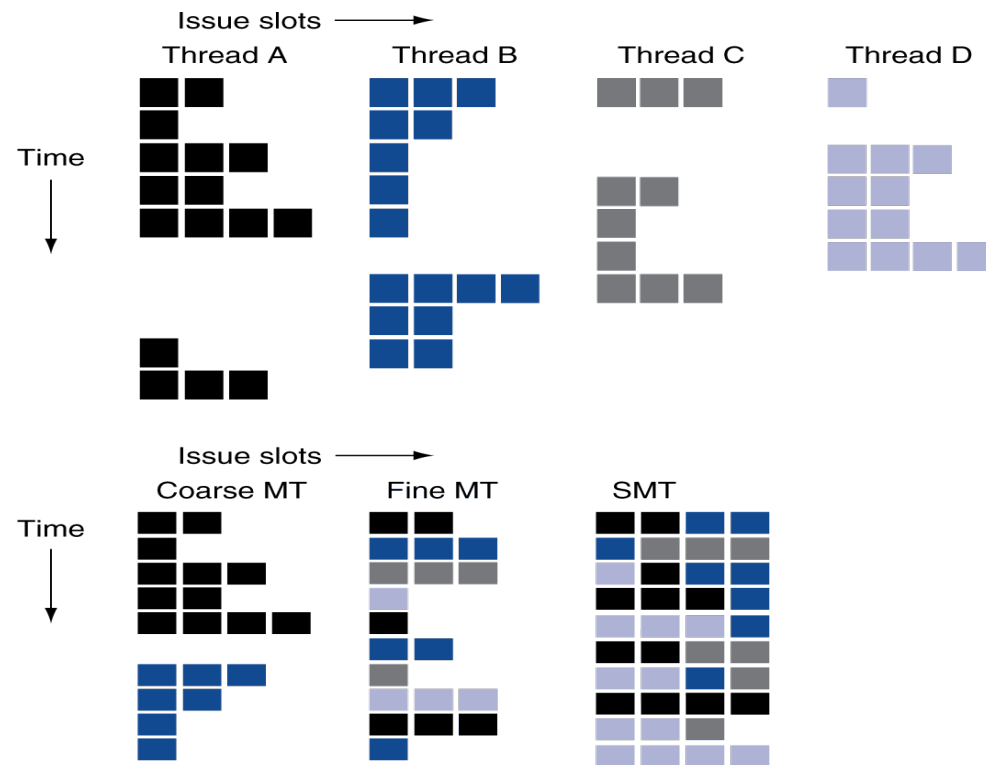 Issue slots
Thread A Thread B Thread C Thread D
Time
Issue slots
Coarse MT Fine MT SMT
Time